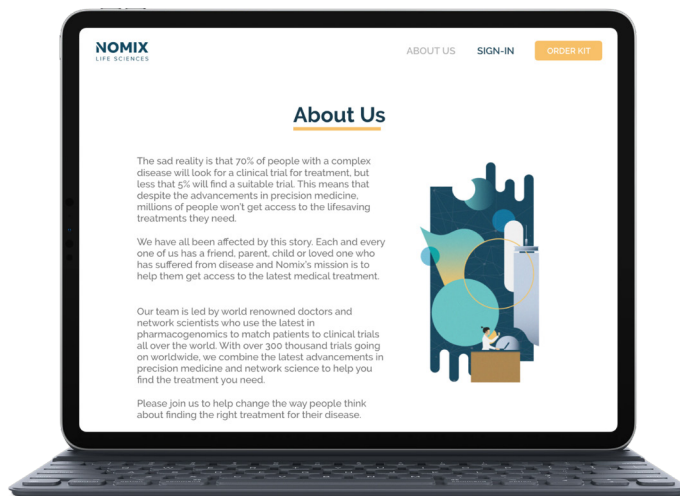 NOMIX
LIFE SCIENCES
ABOUT US
SIGN-IN
ORDER KIT
About Us
The sad reality is that 70% of people with a complex
disease will look for a clinical trial for treatment, but
less that 5% will find a suitable trial. This means that
despite the advancements in precision medicine,
millions of people won't get access to the lifesaving
treatments they need.
We have all been affected by this story. Each and every
one of us has a friend, parent, child or loved one who
has suffered from disease and Nomix's mission is to
help them get access to the latest medical treatment.
Our team is led by world renowned doctors and
network scientists who use the latest in
pharmacogenomics to match patients to clinical trials
all over the world. With over 300 thousand trials going
on worldwide, we combine the latest advancements in
precision medicine and network science to help you
find the treatment you need.
Please join us to help change the way people think
about finding the right treatment for their disease.